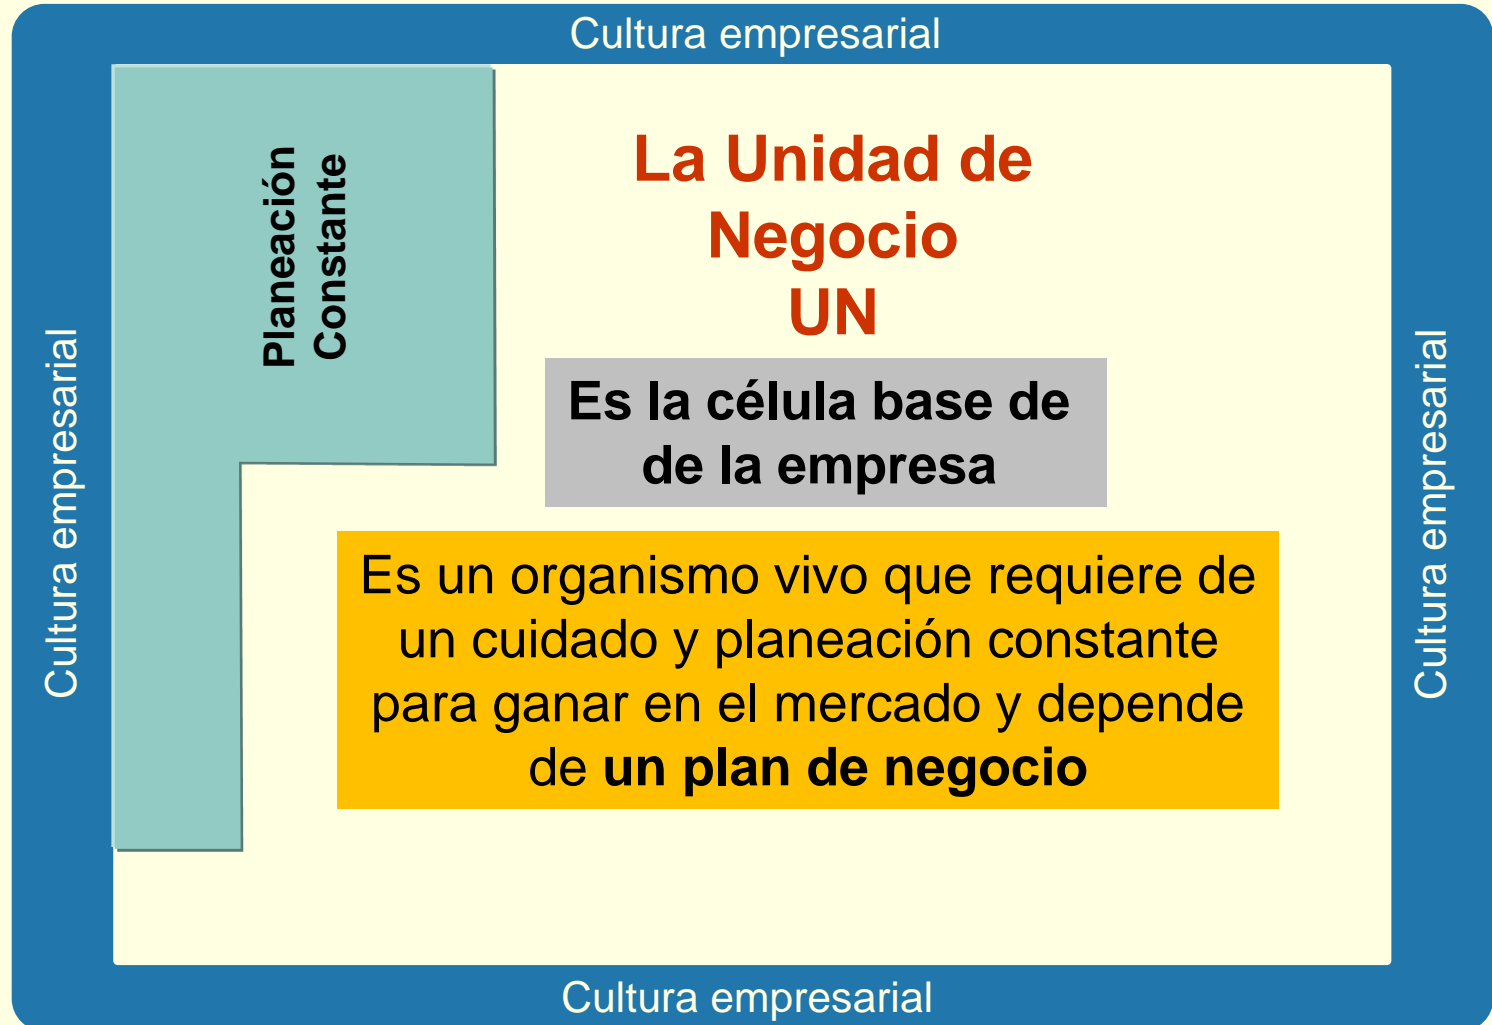 Cultura empresarial
Planeación
Constante
La Unidad de
Negocio
UN
Es la célula base de
de la empresa
Es un organismo vivo que requiere de
un cuidado y planeación constante
para ganar en el mercado y depende
de un plan de negocio
Cultura empresarial
Cultura empresarial
Cultura empresarial